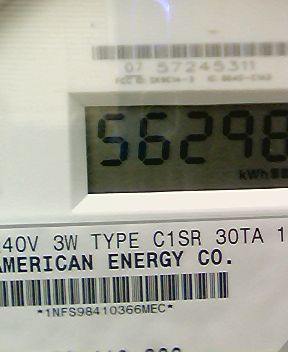 07 57245311
56298
kWh
40V 3W TYPE C1SR 30TA 1
AMERICAN ENERGY CO.
*1NFS98410366MEC*